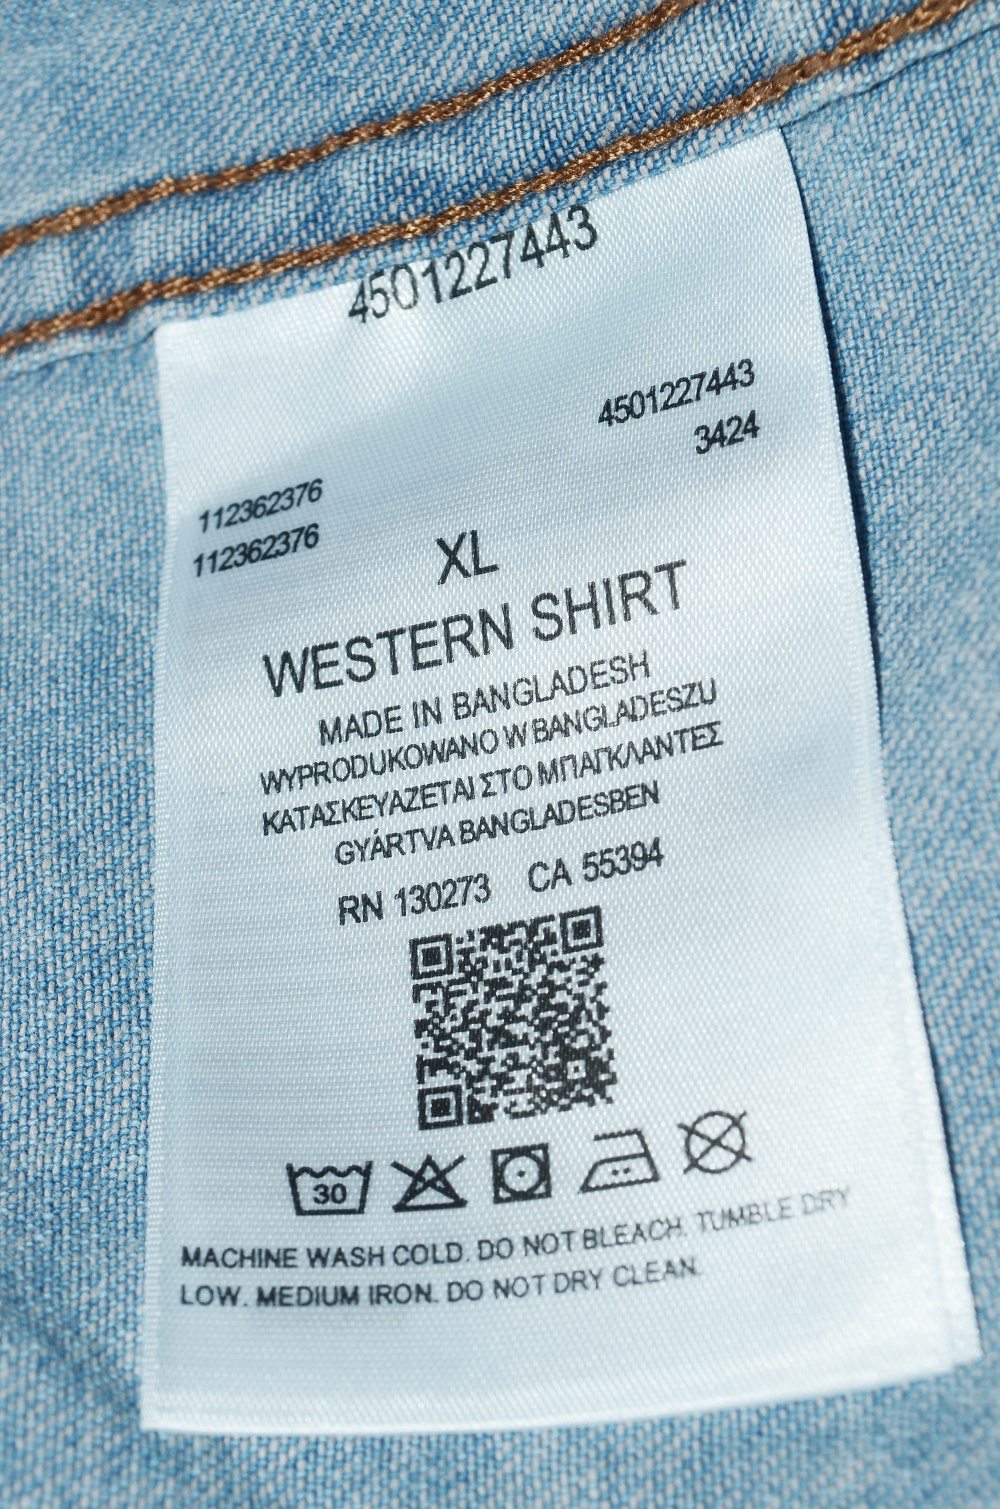 4501227443
4501227443
3424
112362376
112362376
XL
WESTERN SHIRT
MADE IN BANGLADESH
WYPRODUKOWANO W BANGLADESZU
ΚΑΤΑΣΚΕΥΑΖΕΤΑΙ ΣΤΟ ΜΠΑΓΚΛΑΝΤΕΣ
GYÁRTVA BANGLADESBEN
RN 130273 CA 55394
30
MACHINE WASH COLD. DO NOT BLEACH. TUMBLE DRY
LOW. MEDIUM IRON. DO NOT DRY CLEAN.